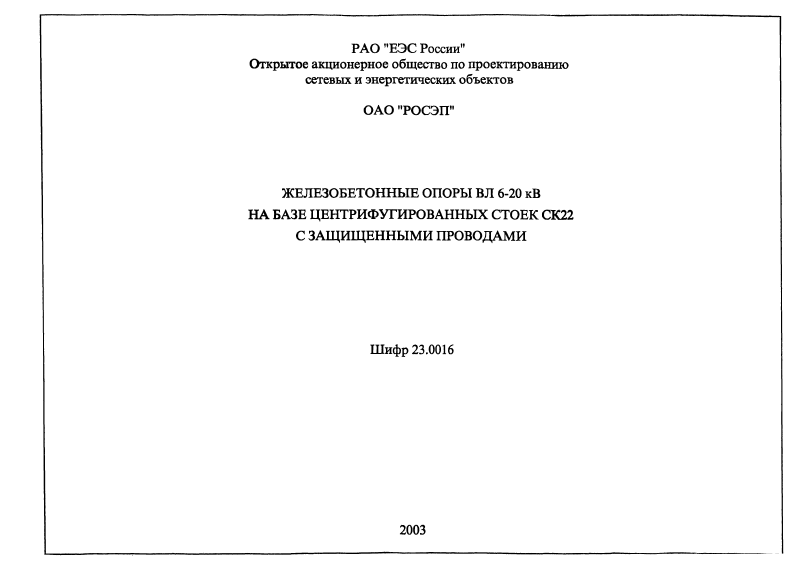 РАО "ЕЭС России"
Открытое акционерное общество по проектированию
сетевых и энергетических объектов
ОАО "РОСЭП"
ЖЕЛЕЗОБЕТОННЫЕ ОПОРЫ ВЛ 6-20 кВ
НА БАЗЕ ЦЕНТРИФУГИРОВАННЫХ СТОЕК СК22
С ЗАЩИЩЕННЫМИ ПРОВОДАМИ
Шифр 23.0016
2003